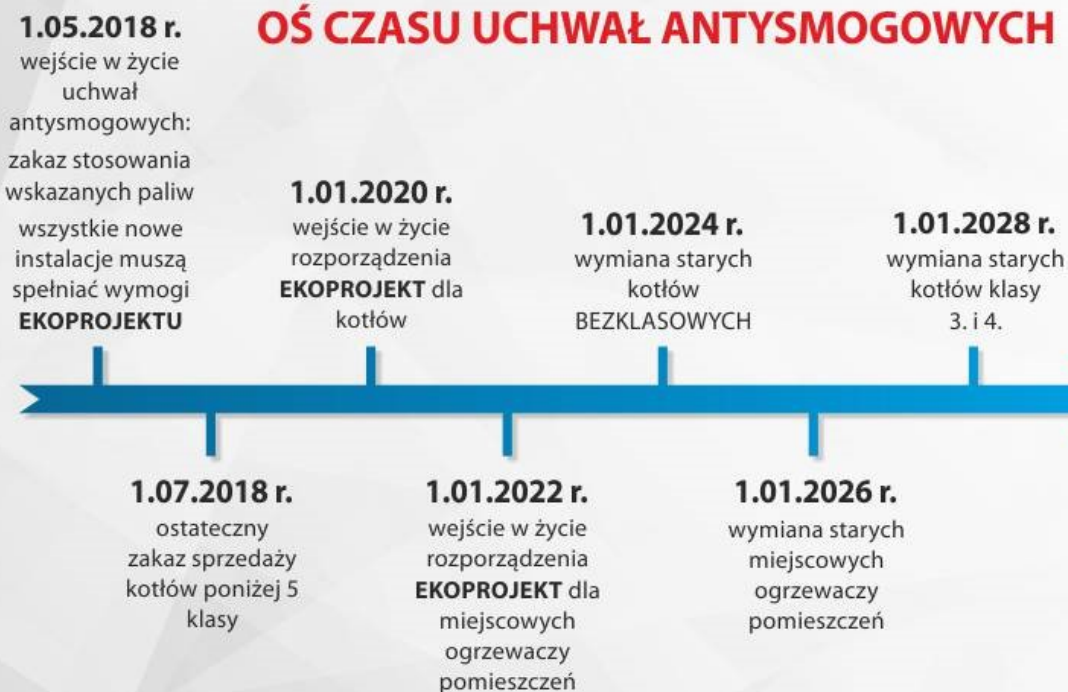 OŚ CZASU UCHWAŁ ANTYSMOGOWYCH
1.05.2018 r.
wejście w życie
uchwał
antysmogowych:
zakaz stosowania
wskazanych paliw
wszystkie nowe
instalacje muszą
spełniać wymogi
EKOPROJEKTU
1.07.2018 r.
ostateczny
zakaz sprzedaży
kotłów poniżej 5
klasy
1.01.2020 r.
wejście w życie
rozporządzenia
EKOPROJEKT dla
kotłów
1.01.2022 r.
wejście w życie
rozporządzenia
EKOPROJEKT dla
miejscowych
ogrzewaczy
pomieszczeń
1.01.2024 r.
wymiana starych
kotłów
BEZKLASOWYCH
1.01.2026 r.
wymiana starych
miejscowych
ogrzewaczy
pomieszczeń
1.01.2028 r.
wymiana starych
kotłów klasy
3. i 4.